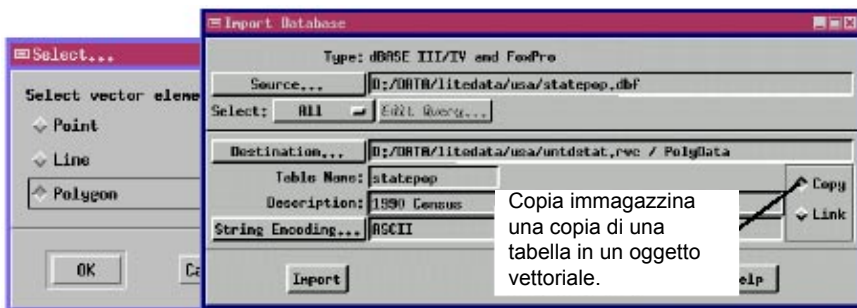 Import Database
Select...
Type: dBASE III/IV and FoxPro
Source... D:/DATA/litedata/usa/statepop.dbf
Select vector eleme
Select: All Edit Query...
Point
Line
Destination... D:/DATA/litedata/usa/untdstat.rvc / PolyData
Polygon
Table Name: statepop
Copy
Description: 1990 Census
Link
String Encoding... ASCII
Copia immagazzina
una copia di una
tabella in un oggetto
vettoriale.
OK
Ca
Import
elp